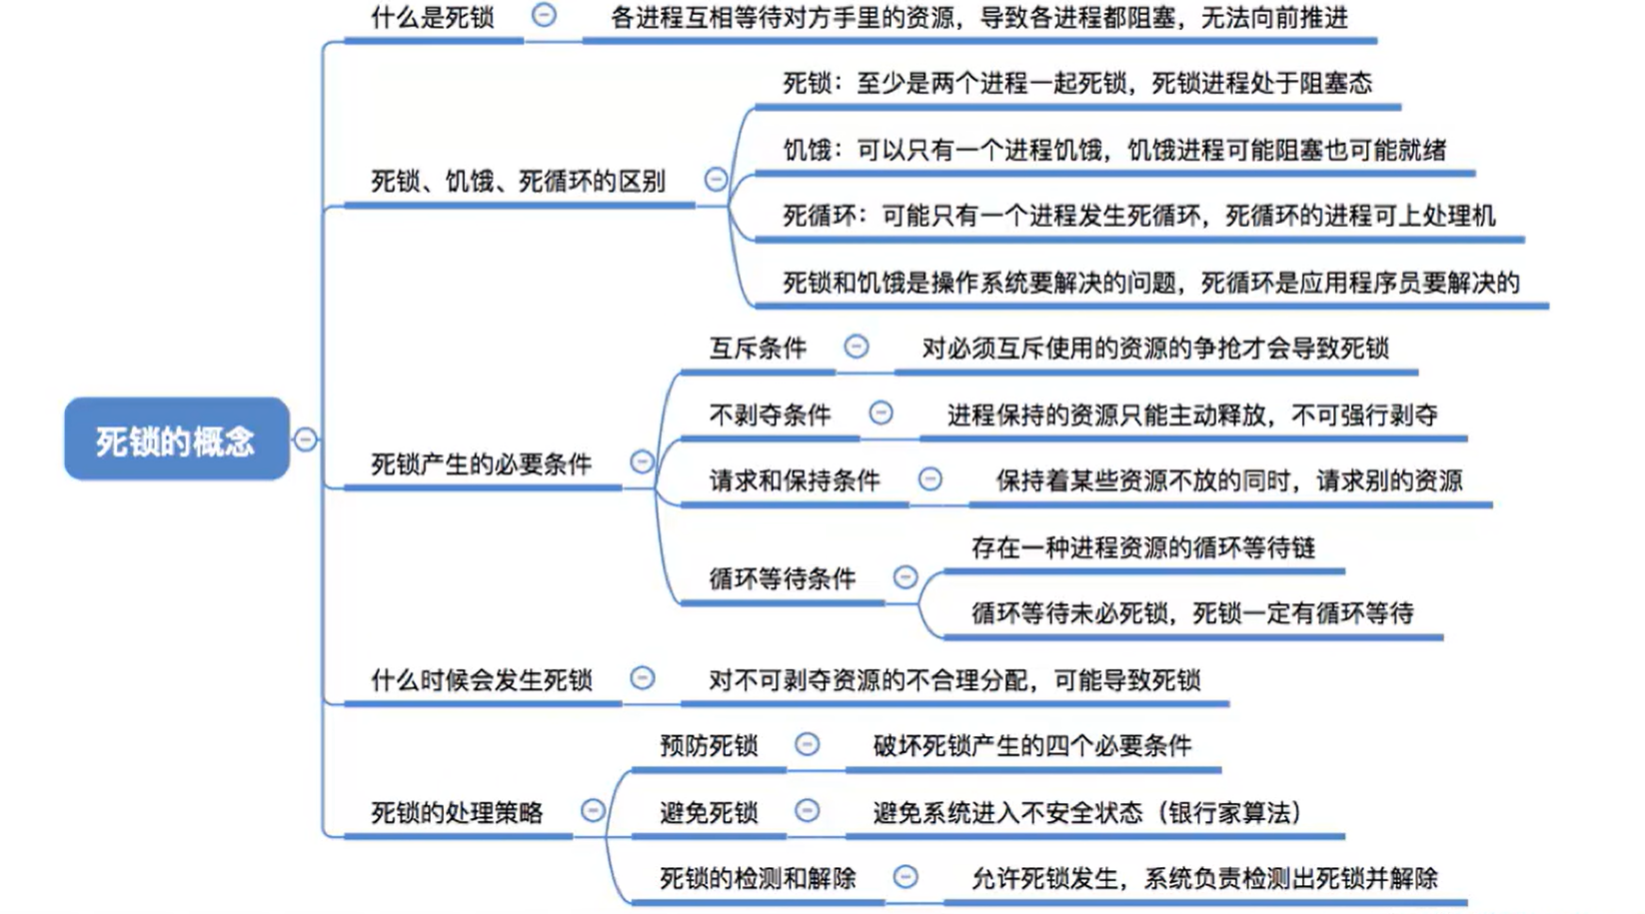 什么是死锁
各进程互相等待对方手里的资源，导致各进程都阻塞，无法向前推进
死锁、饥饿、死循环的区别
死锁：至少是两个进程一起死锁，死锁进程处于阻塞态
饥饿：可以只有一个进程饥饿，饥饿进程可能阻塞也可能就绪
死循环：可能只有一个进程发生死循环，死循环的进程可上处理机
死锁和饥饿是操作系统要解决的问题，死循环是应用程序员要解决的
死锁的概念
死锁产生的必要条件
互斥条件
对必须互斥使用的资源的争抢才会导致死锁
不剥夺条件
进程保持的资源只能主动释放，不可强行剥夺
请求和保持条件
保持着某些资源不放的同时，请求别的资源
循环等待条件
存在一种进程资源的循环等待链
循环等待未必死锁，死锁一定有循环等待
什么时候会发生死锁
对不可剥夺资源的不合理分配，可能导致死锁
死锁的处理策略
预防死锁
破坏死锁产生的四个必要条件
避免死锁
避免系统进入不安全状态（银行家算法）
死锁的检测和解除
允许死锁发生，系统负责检测出死锁并解除